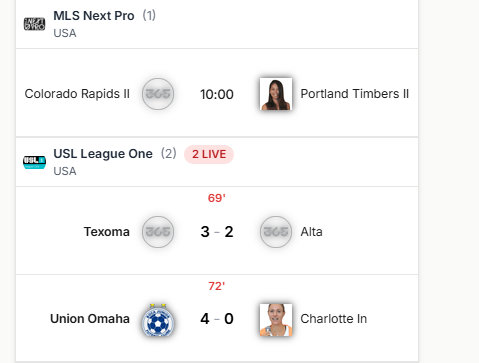 MLS Next Pro (1)
USA
Colorado Rapids II 365 10:00 Portland Timbers II
USL League One (2) 2 LIVE
USA
69'
Texoma 365 3 - 2 365 Alta
72'
Union Omaha 4 - 0 Charlotte In